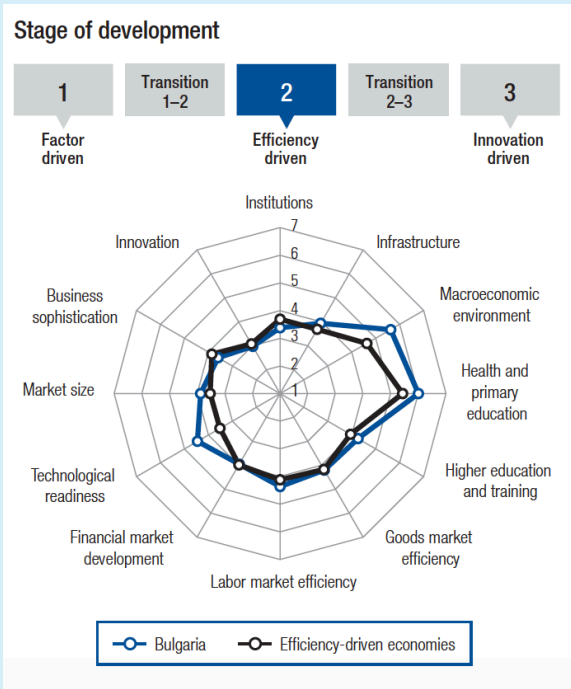 Stage of development
1
Transition
1–2
2
Transition
2–3
3
Factor
driven
Efficiency
driven
Innovation
driven
Institutions
Infrastructure
Macroeconomic
environment
Health and
primary
education
Higher education
and training
Goods market
efficiency
Labor market efficiency
Financial market
development
Technological
readiness
Market size
Business
sophistication
Innovation
7
6
5
4
3
2
1
Bulgaria
Efficiency-driven economies